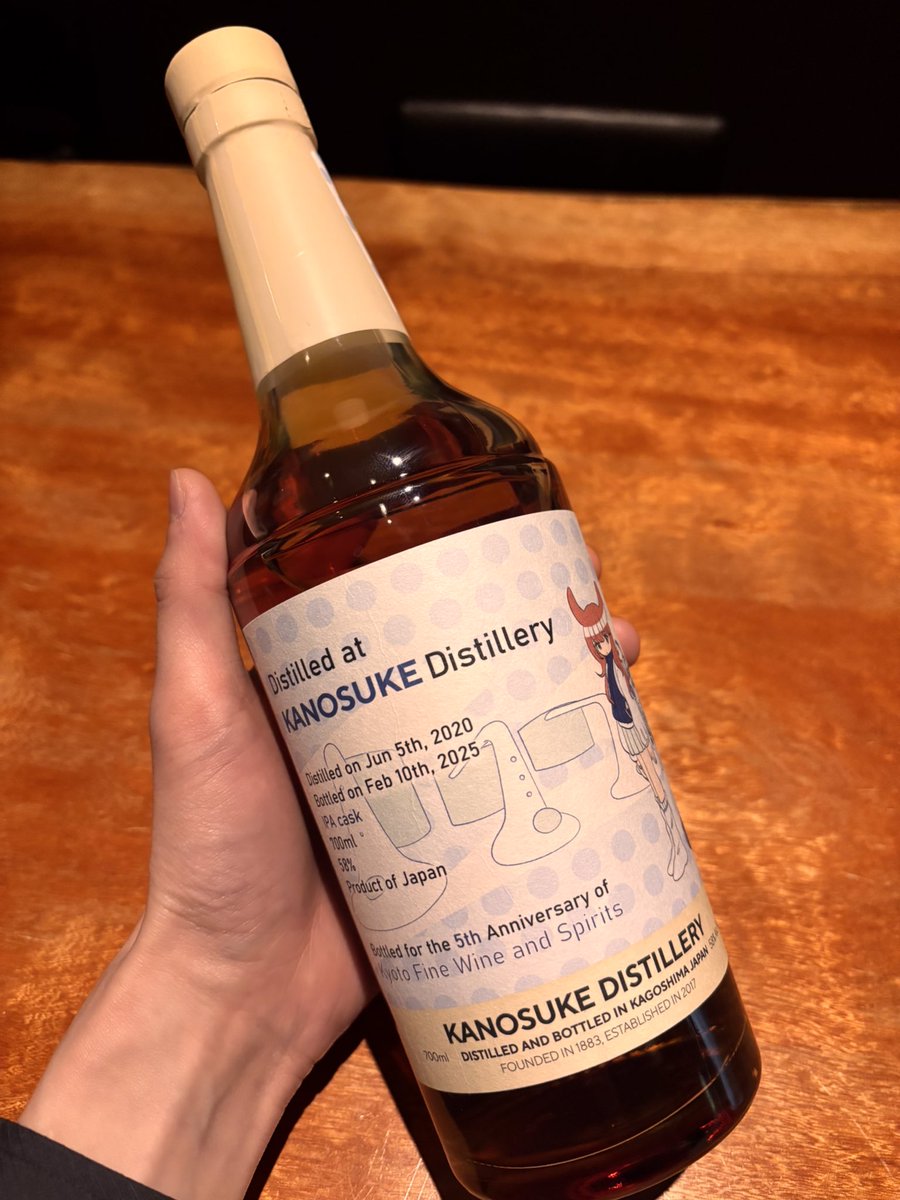 Distilled at
KANOSUKE Distillery
Distilled on Jun 5th, 2020
Bottled on Feb 10th, 2025
IPA cask
700ml
58%
Product of Japan
Bottled for the 5th Anniversary of
Kyoto Fine Wine and Spirits
KANOSUKE DISTILLERY
DISTILLED AND BOTTLED IN KAGOSHIMA JAPAN
700ml
FOUNDED IN 1883, ESTABLISHED IN 2017